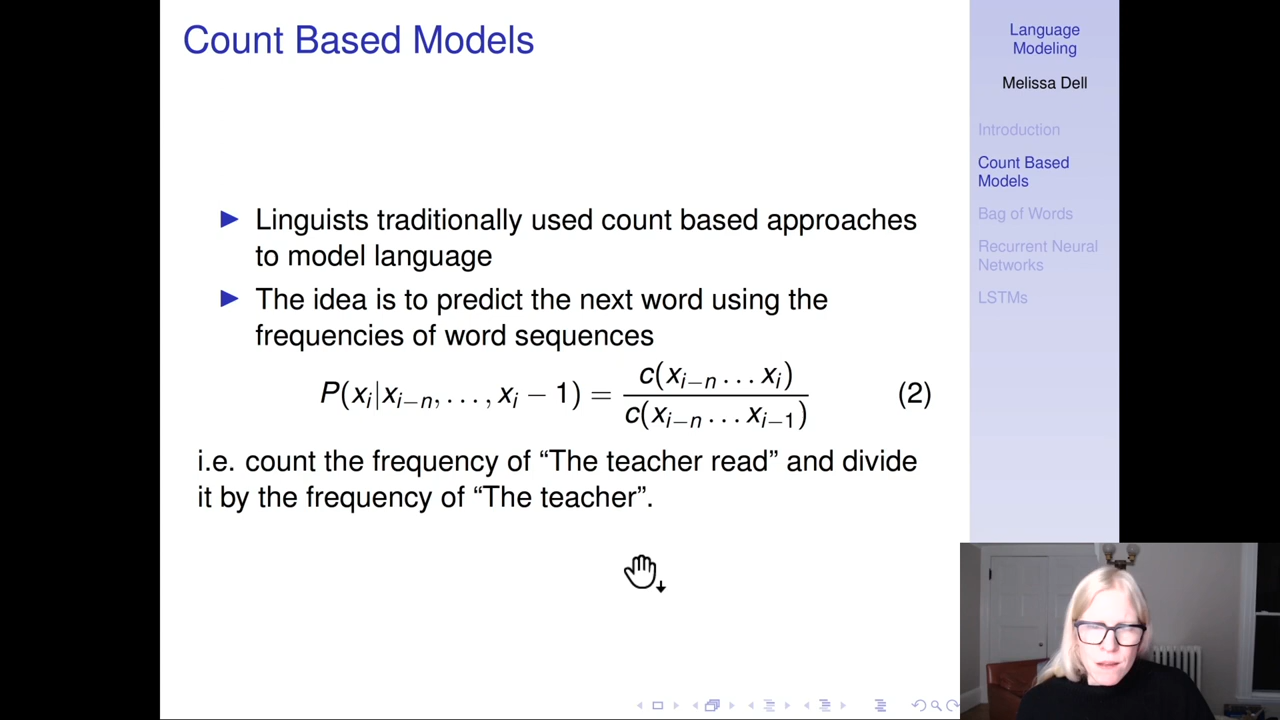 Count Based Models
▶ Linguists traditionally used count based approaches
to model language
▶ The idea is to predict the next word using the
frequencies of word sequences
P(x_i|x_{i−n}, . . . , x_i − 1) = c(x_{i−n} . . . x_i) / c(x_{i−n} . . . x_{i−1}) (2)
i.e. count the frequency of “The teacher read” and divide
it by the frequency of “The teacher”.
Language
Modeling
Melissa Dell
Introduction
Count Based
Models
Bag of Words
Recurrent Neural
Networks
LSTMs